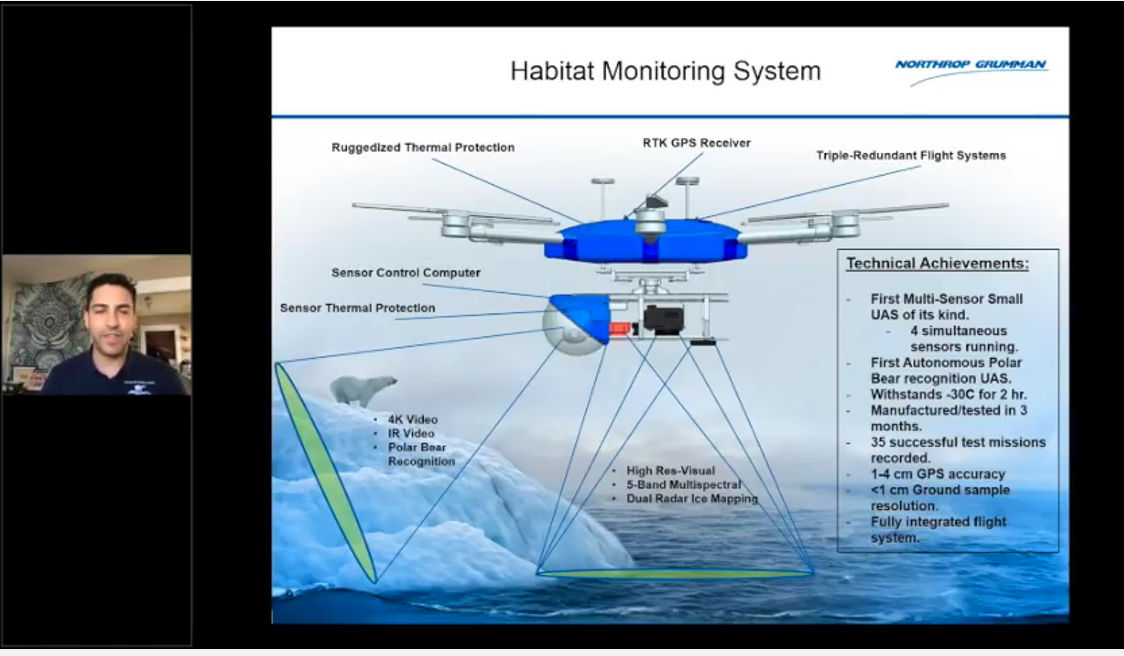 Habitat Monitoring System
NORTHROP GRUMMAN
Ruggedized Thermal Protection
RTK GPS Receiver
Triple-Redundant Flight Systems
Sensor Control Computer
Sensor Thermal Protection
• 4K Video
• IR Video
• Polar Bear
Recognition
• High Res-Visual
• 5-Band Multispectral
• Dual Radar Ice Mapping
Technical Achievements:
- First Multi-Sensor Small
UAS of its kind.
- 4 simultaneous
sensors running.
- First Autonomous Polar
Bear recognition UAS.
- Withstands -30C for 2 hr.
- Manufactured/tested in 3
months.
- 35 successful test missions
recorded.
- 1-4 cm GPS accuracy
- <1 cm Ground sample
resolution.
- Fully integrated flight
system.